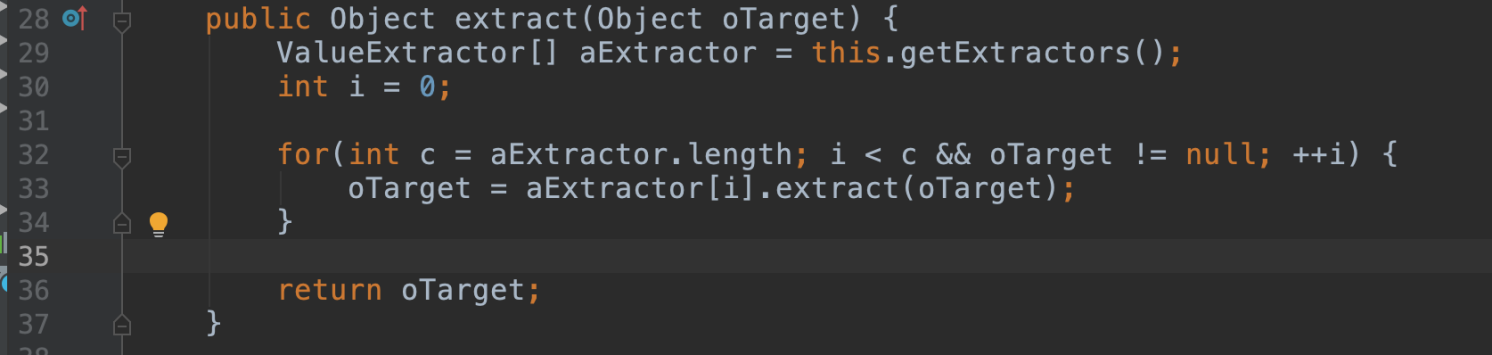 28 public Object extract(Object oTarget) {
29 ValueExtractor[] aExtractor = this.getExtractors();
30 int i = 0;
31
32 for(int c = aExtractor.length; i < c && oTarget != null; ++i) {
33 oTarget = aExtractor[i].extract(oTarget);
34 }
35
36 return oTarget;
37 }